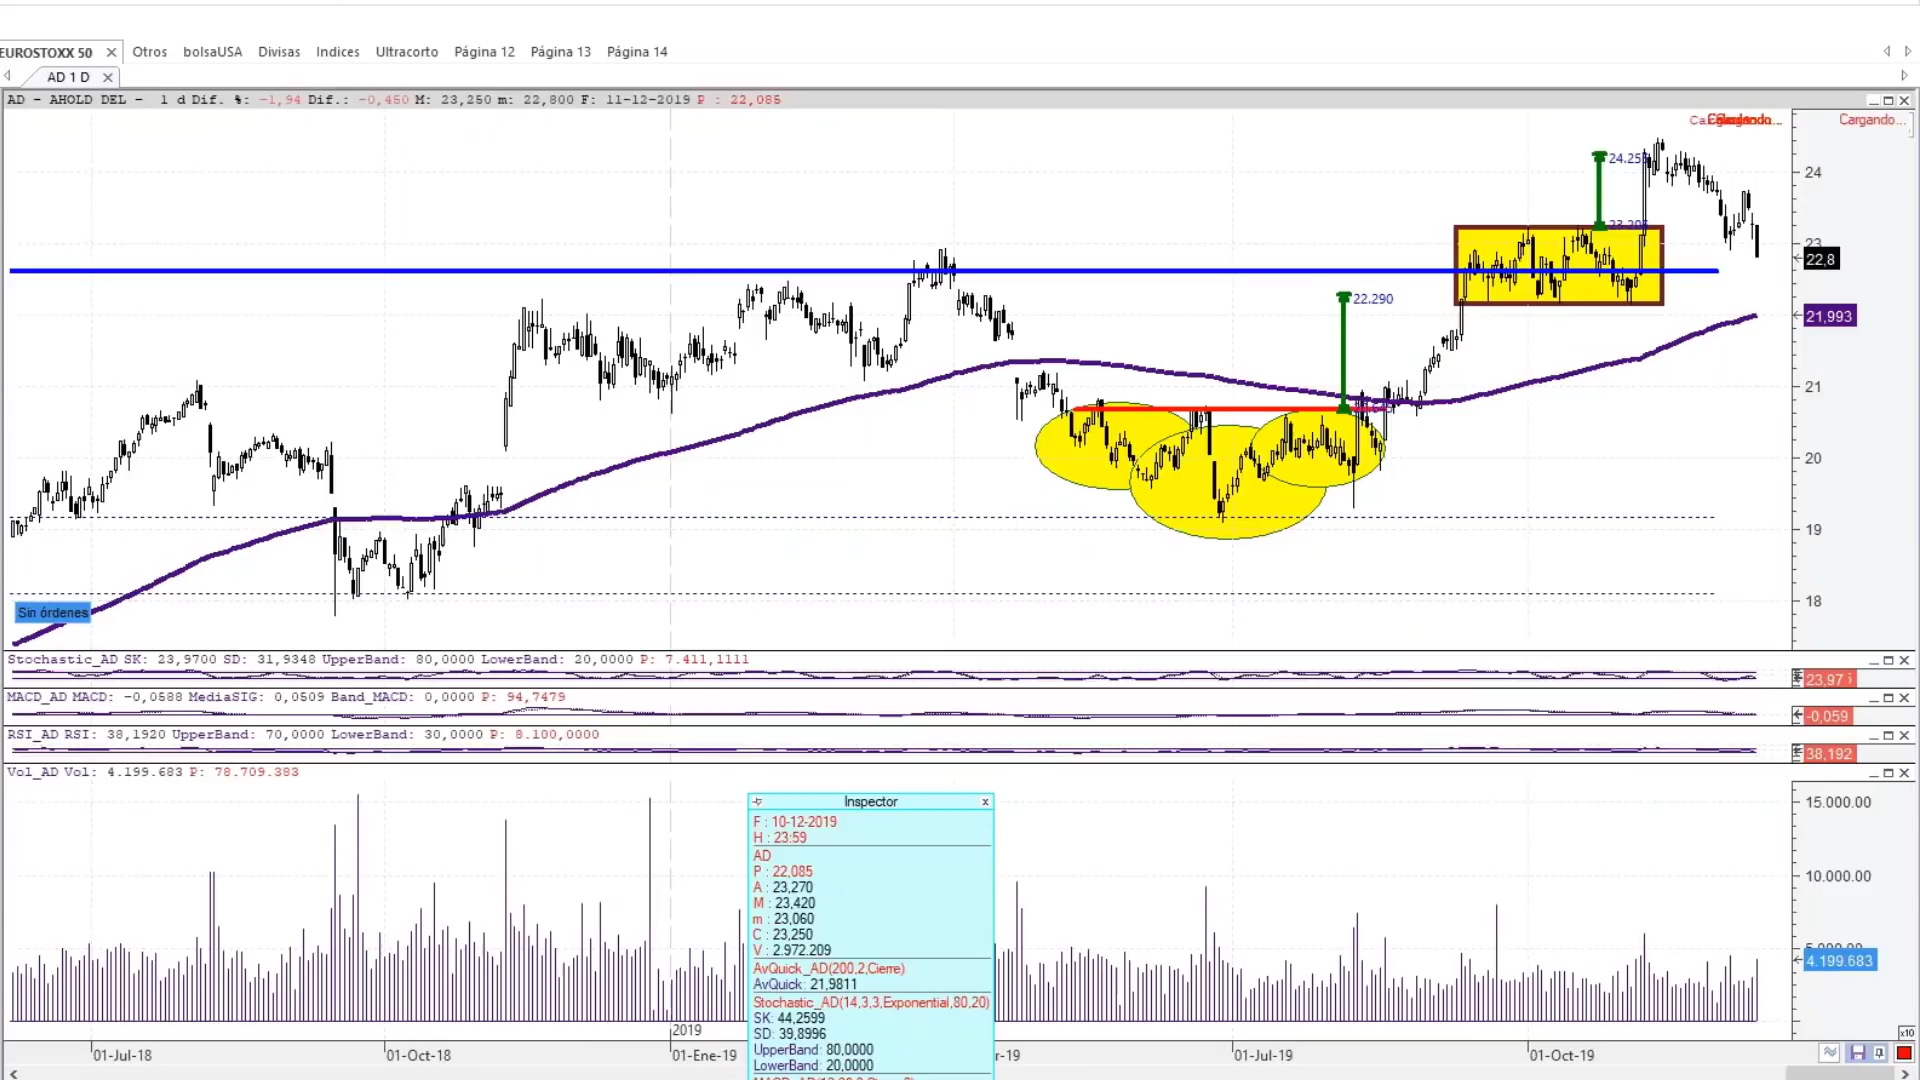 EUROSTOXX 50 Otros bolsaUSA Divisas Indices Ultracorto Página 12 Página 13 Página 14
AD 1 D
AD - AHOLD DEL - 1 d Dif. %: -1,94 Dif.: -0,450 M: 23,250 m: 22,800 F: 11-12-2019 P : 22,085
Cargando...
24.255
24
23.205
23
22,8
22.290
21,993
21
20
19
18
Sin órdenes
Stochastic_AD SK: 23,9700 SD: 31,9348 UpperBand: 80,0000 LowerBand: 20,0000 P: 7.411,1111
23,97
MACD_AD MACD: -0,0588 MediaSIG: 0,0509 Band_MACD: 0,0000 P: 94,7479
-0,059
RSI_AD RSI: 38,1920 UpperBand: 70,0000 LowerBand: 30,0000 P: 8.100,0000
38,192
Vol_AD Vol: 4.199.683 P: 78.709.383
15.000.00
10.000.00
5.000.00
4.199.683
Inspector
F : 10-12-2019
H : 23:59
AD
P : 22,085
A : 23,270
M : 23,420
m : 23,060
C : 23,250
V : 2.972.209
AvQuick_AD(200,2,Cierre)
AvQuick: 21,9811
Stochastic_AD(14,3,3,Exponential,80,20)
SK: 44,2599
SD: 39,8996
UpperBand: 80,0000
LowerBand: 20,0000
2019
x10
01-Jul-18 01-Oct-18 01-Ene-19 r-19 01-Jul-19 01-Oct-19